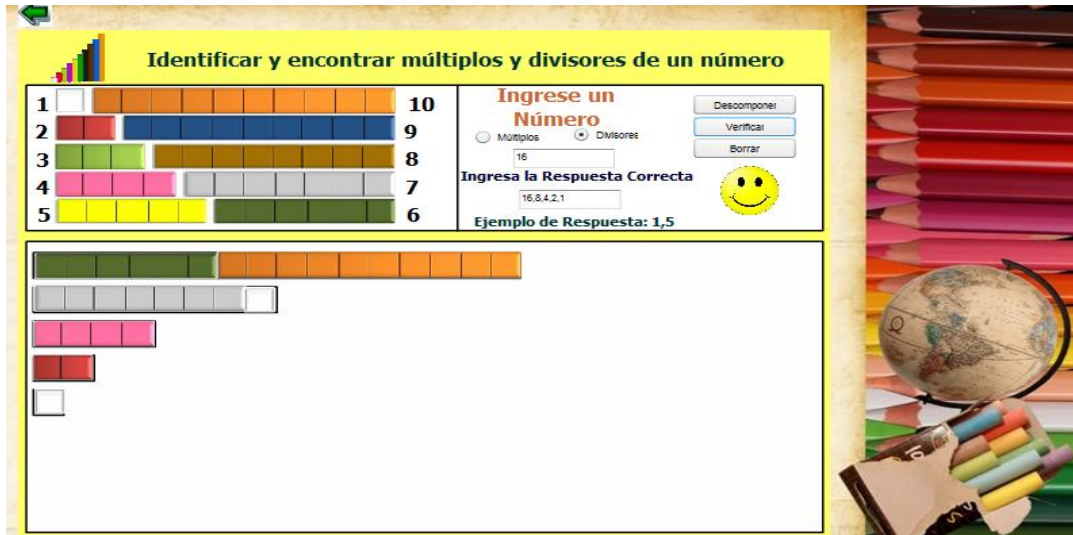 Identificar y encontrar múltiplos y divisores de un número
1 10
2 9
3 8
4 7
5 6
Ingrese un
Número
Múltiplos Divisores
16
Ingresa la Respuesta Correcta
16,8,4,2,1
Ejemplo de Respuesta: 1,5
Descomponer
Verificar
Borrar